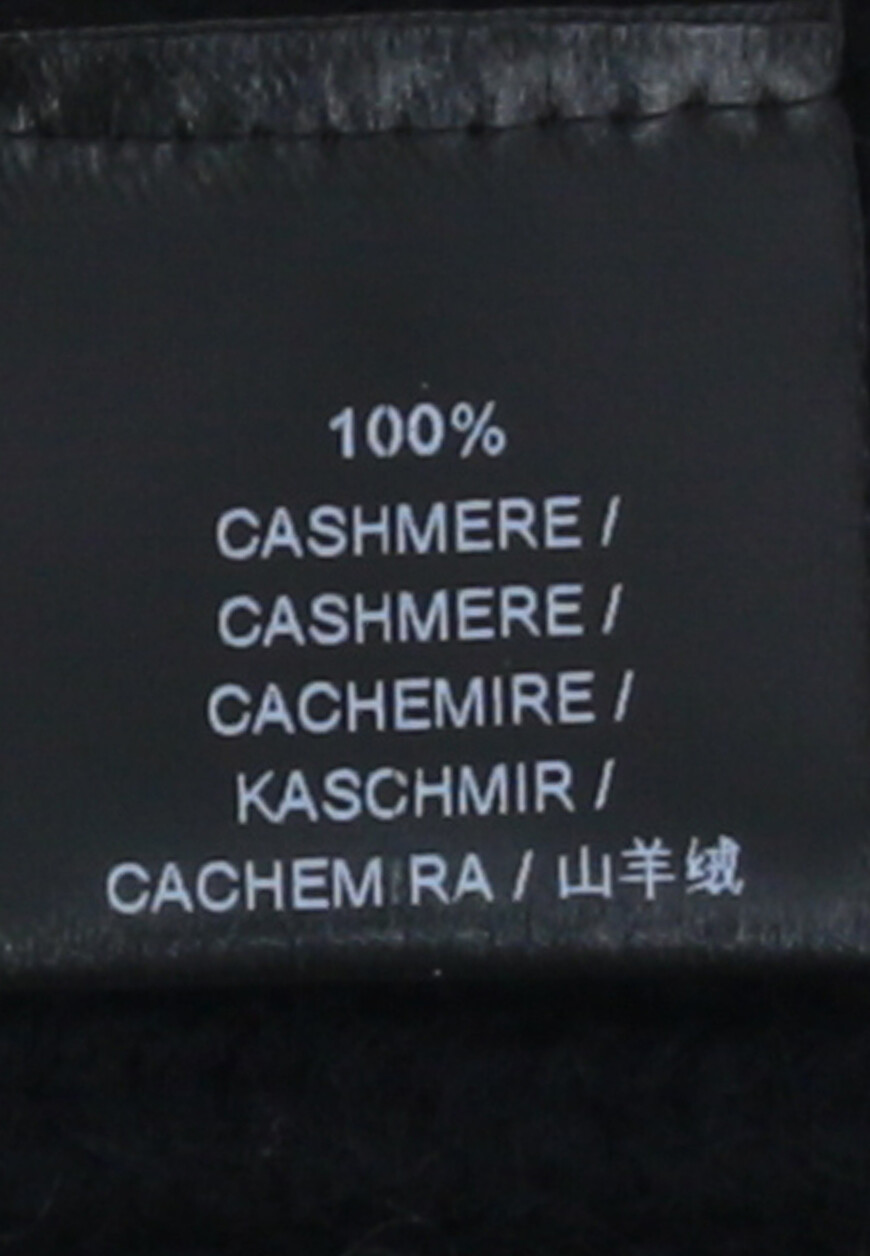 100%
CASHMERE /
CASHMERE /
CACHEMIRE /
KASCHMIR /
CACHEMIRA / 山羊绒